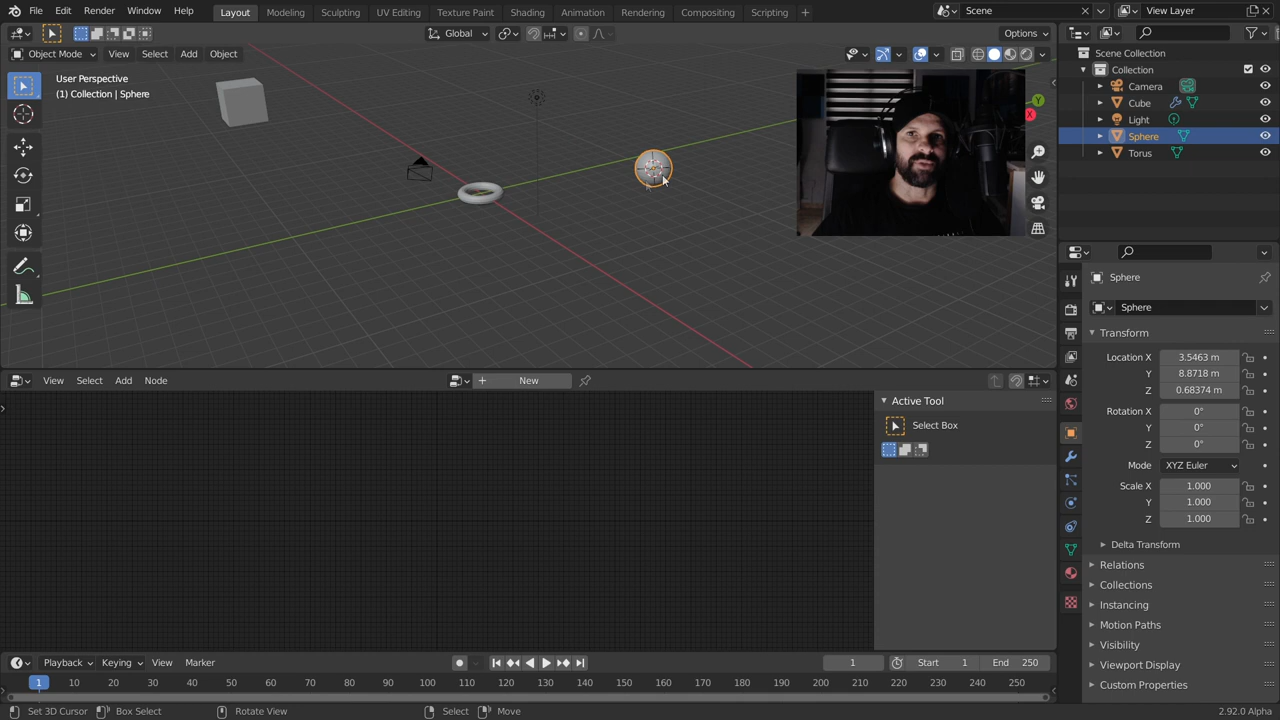 File Edit Render Window Help Layout Modeling Sculpting UV Editing Texture Paint Shading Animation Rendering Compositing Scripting Scene View Layer
Global Options
Object Mode View Select Add Object
User Perspective
(1) Collection | Sphere
Scene Collection
Collection
Camera
Cube
Light
Sphere
Torus
Y
X
Sphere
Sphere
Transform
Location X 3.5463 m
Y 8.8718 m
Z 0.68374 m
Rotation X 0°
Y 0°
Z 0°
Mode XYZ Euler
Scale X 1.000
Y 1.000
Z 1.000
Delta Transform
Relations
Collections
Instancing
Motion Paths
Visibility
Viewport Display
Custom Properties
View Select Add Node New
Active Tool
Select Box
Playback Keying View Marker 1 Start 1 End 250
1 10 20 30 40 50 60 70 80 90 100 110 120 130 140 150 160 170 180 190 200 210 220 230 240 250
Set 3D Cursor Box Select Rotate View Select Move 2.92.0 Alpha